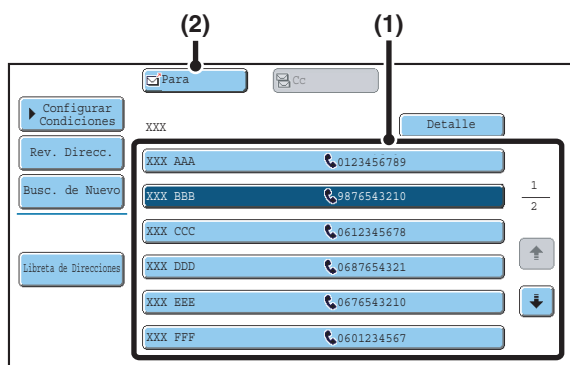 (2) (1)
Para Cc
Configurar
Condiciones
XXX Detalle
Rev. Direcc.
XXX AAA 0123456789
Busc. de Nuevo
XXX BBB 9876543210
1
2
XXX CCC 0612345678
Libreta de Direcciones
XXX DDD 0687654321
XXX EEE 0676543210
XXX FFF 0601234567